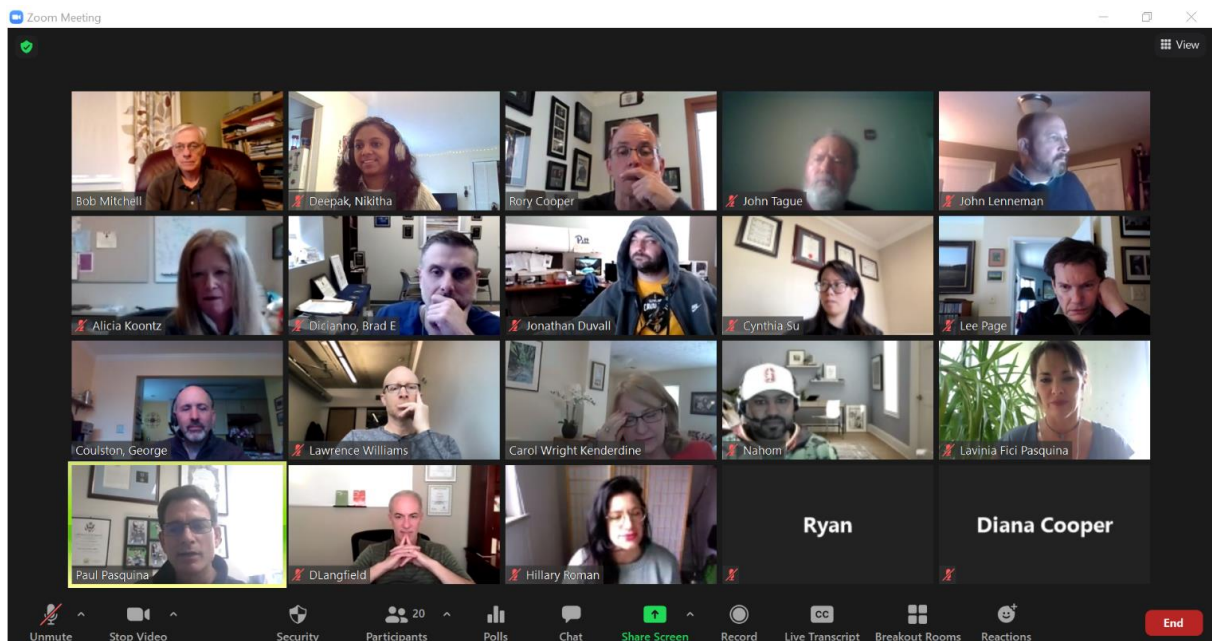 Zoom Meeting
View
Bob Mitchell
Deepak, Nikitha
Rory Cooper
John Tague
John Lenneman
Alicia Koontz
Dicianno, Brad E
Pitt
Jonathan Duvall
Cynthia Su
Lee Page
Coulston, George
Lawrence Williams
Carol Wright Kenderdine
Nahom
Lavinia Fici Pasquina
Paul Pasquina
DLangfield
Hillary Roman
Ryan
Diana Cooper
20
CC
Unmute
Stop Video
Security
Participants
Polls
Chat
Share Screen
Record
Live Transcript
Breakout Rooms
Reactions
End